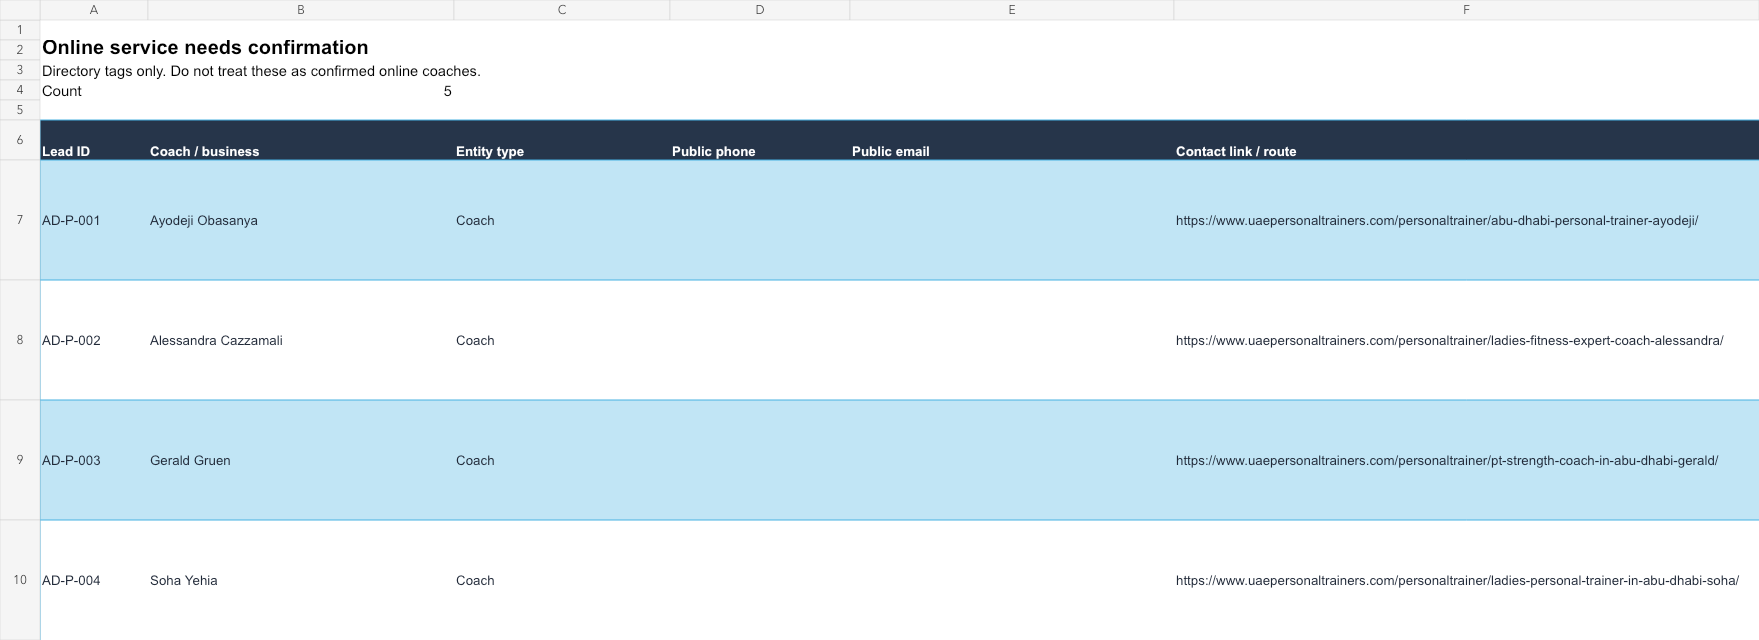 A B C D E F
1
2 Online service needs confirmation
3 Directory tags only. Do not treat these as confirmed online coaches.
4 Count 5
5
6 Lead ID Coach / business Entity type Public phone Public email Contact link / route
7 AD-P-001 Ayodeji Obasanya Coach https://www.uaepersonaltrainers.com/personaltrainer/abu-dhabi-personal-trainer-ayodeji/
8 AD-P-002 Alessandra Cazzamali Coach https://www.uaepersonaltrainers.com/personaltrainer/ladies-fitness-expert-coach-alessandra/
9 AD-P-003 Gerald Gruen Coach https://www.uaepersonaltrainers.com/personaltrainer/pt-strength-coach-in-abu-dhabi-gerald/
10 AD-P-004 Soha Yehia Coach https://www.uaepersonaltrainers.com/personaltrainer/ladies-personal-trainer-in-abu-dhabi-soha/